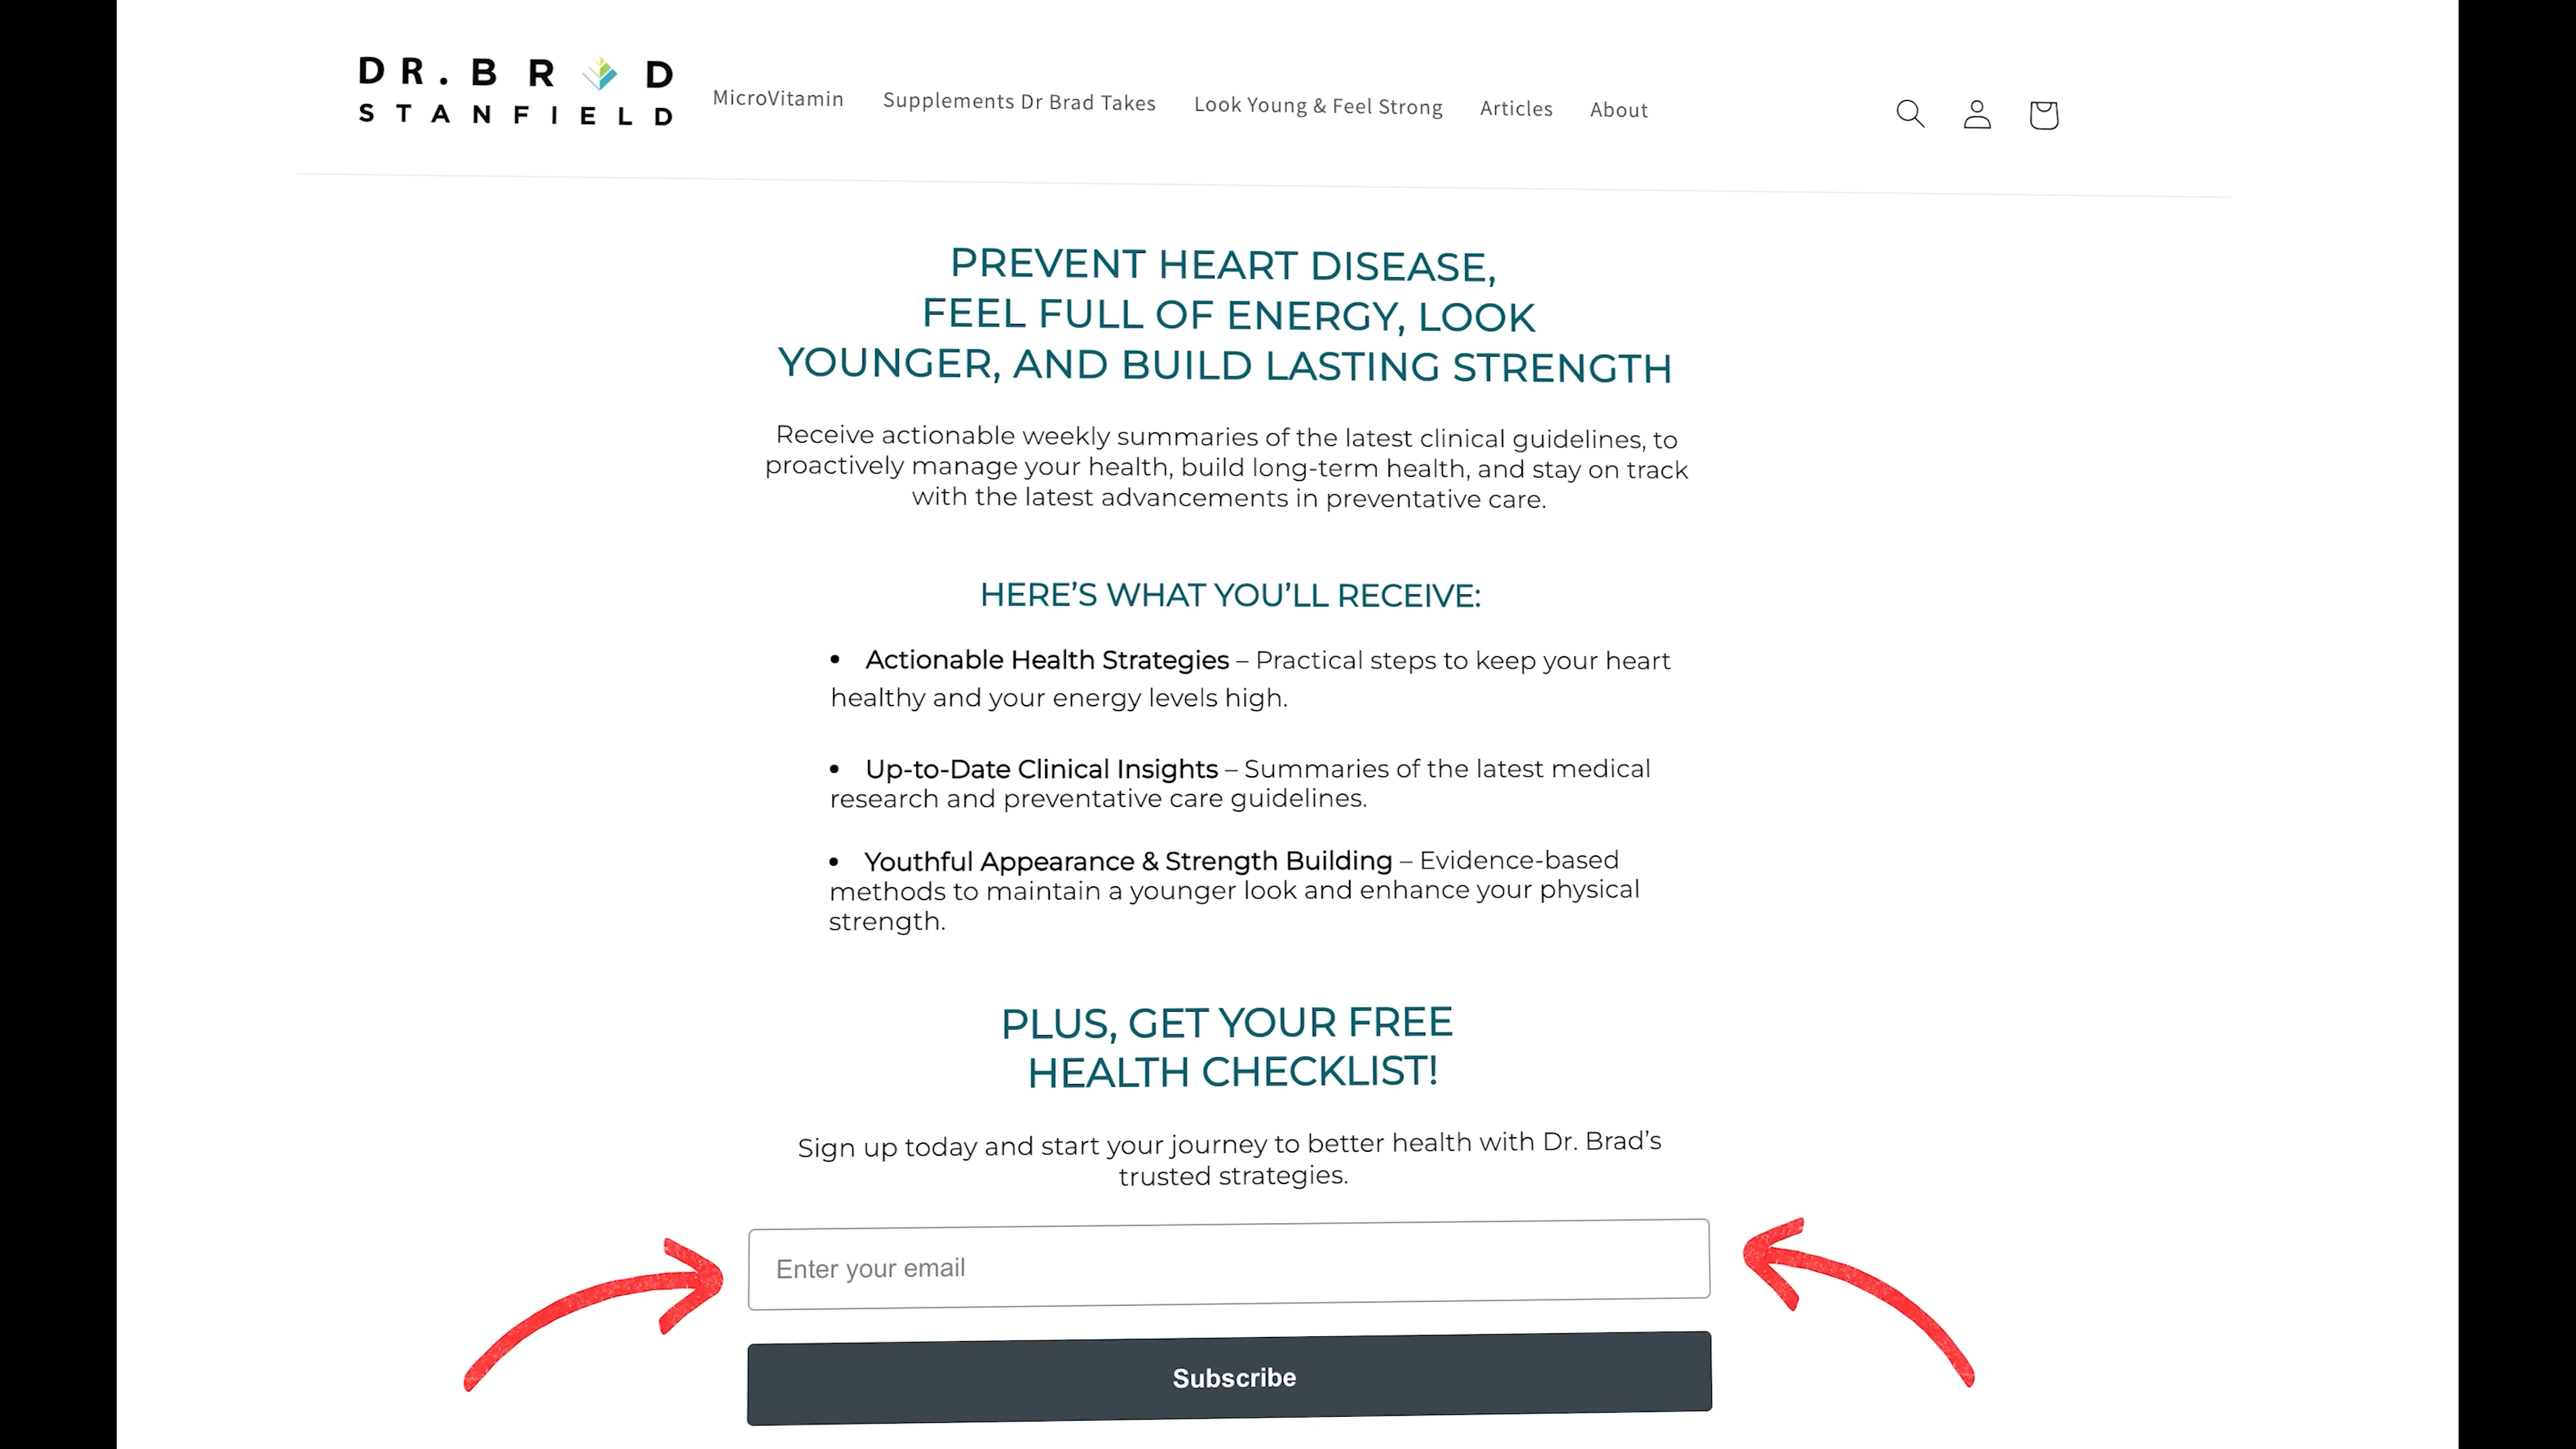 DR. BRAD
STANFIELD
MicroVitamin Supplements Dr Brad Takes Look Young & Feel Strong Articles About
PREVENT HEART DISEASE,
FEEL FULL OF ENERGY, LOOK
YOUNGER, AND BUILD LASTING STRENGTH
Receive actionable weekly summaries of the latest clinical guidelines, to
proactively manage your health, build long-term health, and stay on track
with the latest advancements in preventative care.
HERE’S WHAT YOU’LL RECEIVE:
• Actionable Health Strategies – Practical steps to keep your heart
healthy and your energy levels high.
• Up-to-Date Clinical Insights – Summaries of the latest medical
research and preventative care guidelines.
• Youthful Appearance & Strength Building – Evidence-based
methods to maintain a younger look and enhance your physical
strength.
PLUS, GET YOUR FREE
HEALTH CHECKLIST!
Sign up today and start your journey to better health with Dr. Brad’s
trusted strategies.
Enter your email
Subscribe